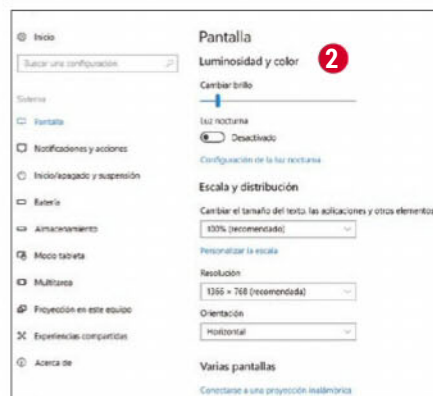 Inicio
Buscar una configuración
Sistema
Pantalla
Notificaciones y acciones
Inicio/apagado y suspensión
Batería
Almacenamiento
Modo tableta
Multitarea
Proyección en este equipo
Experiencias compartidas
Acerca de
Pantalla
Luminosidad y color
2
Cambiar brillo
Luz nocturna
Desactivado
Configuración de la luz nocturna
Escala y distribución
Cambiar el tamaño del texto, las aplicaciones y otros elementos
100% (recomendado)
Personalizar la escala
Resolución
1366 × 768 (recomendada)
Orientación
Horizontal
Varias pantallas
Conectarse a una proyección inalámbrica